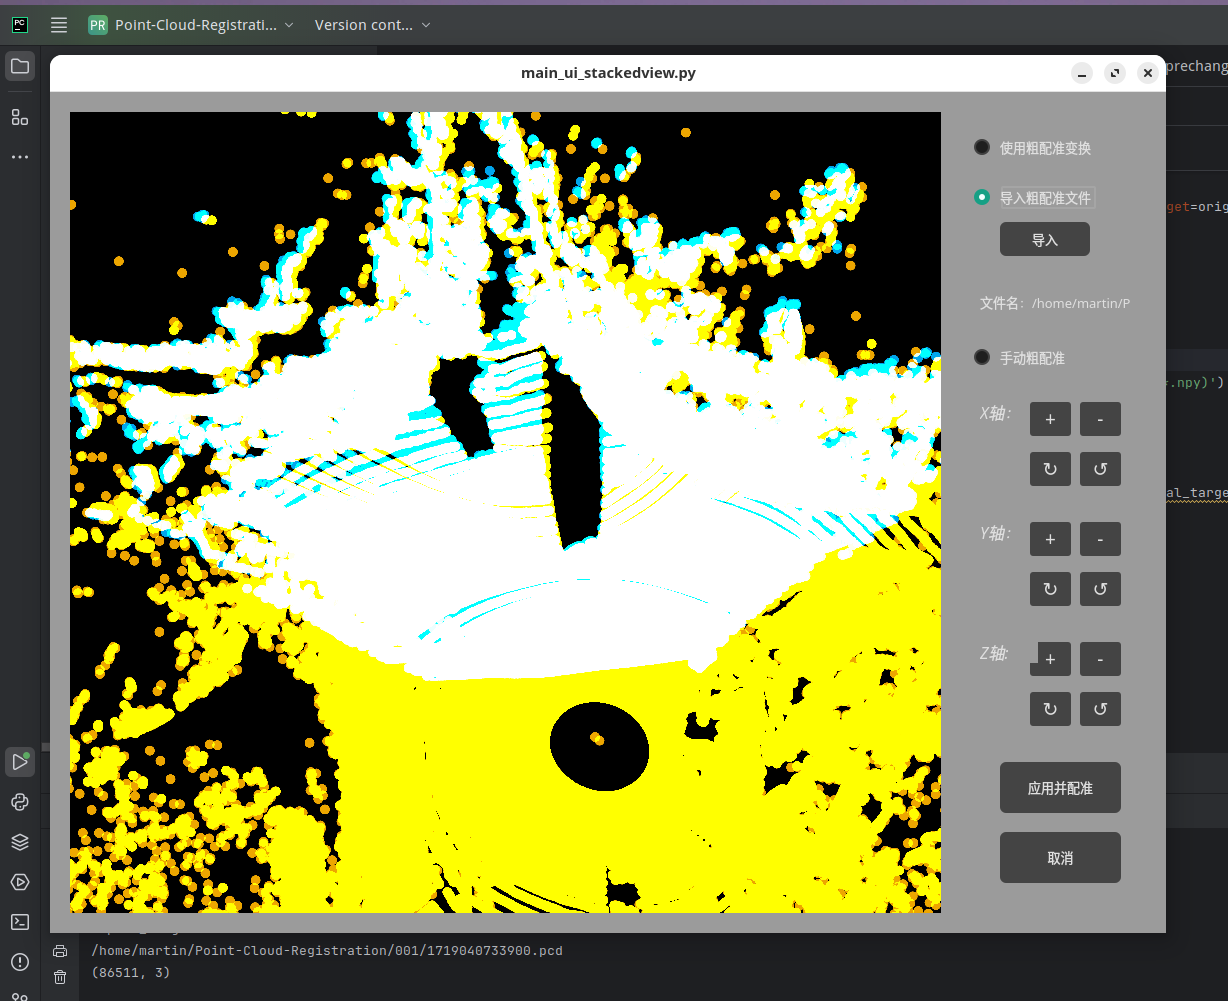 PC
PR Point-Cloud-Registrati... Version cont...
main_ui_stackedview.py
prechang
使用粗配准变换
导入粗配准文件
get=orig
导入
文件名: /home/martin/P
手动粗配准
*.npy)')
X轴:
+ -
↻ ↺
al_targe
Y轴:
+ -
↻ ↺
Z轴:
+ -
↻ ↺
应用并配准
取消
/home/martin/Point-Cloud-Registration/001/1719040733900.pcd
(86511, 3)